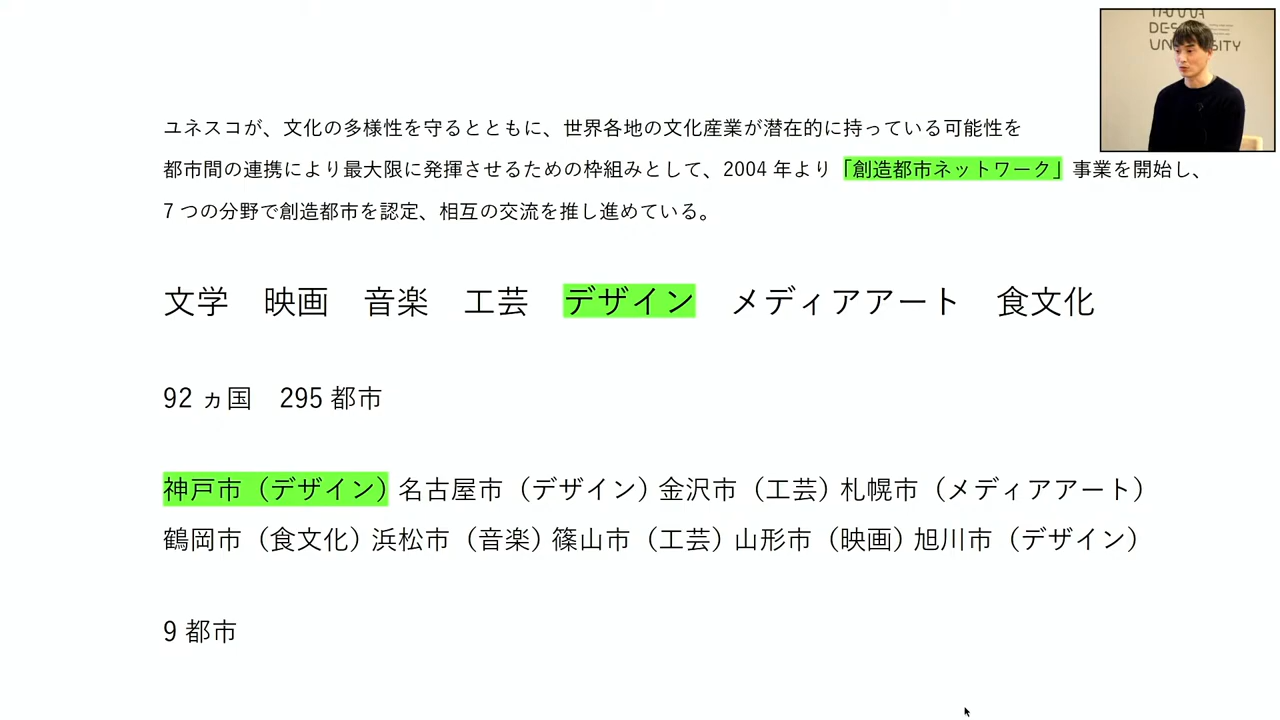 ユネスコが、文化の多様性を守るとともに、世界各地の文化産業が潜在的に持っている可能性を
都市間の連携により最大限に発揮させるための枠組みとして、2004 年より「創造都市ネットワーク」事業を開始し、
7 つの分野で創造都市を認定、相互の交流を推し進めている。
文学　映画　音楽　工芸　デザイン　メディアアート　食文化
92 ヵ国　295 都市
神戸市（デザイン）名古屋市（デザイン）金沢市（工芸）札幌市（メディアアート）
鶴岡市（食文化）浜松市（音楽）篠山市（工芸）山形市（映画）旭川市（デザイン）
9 都市